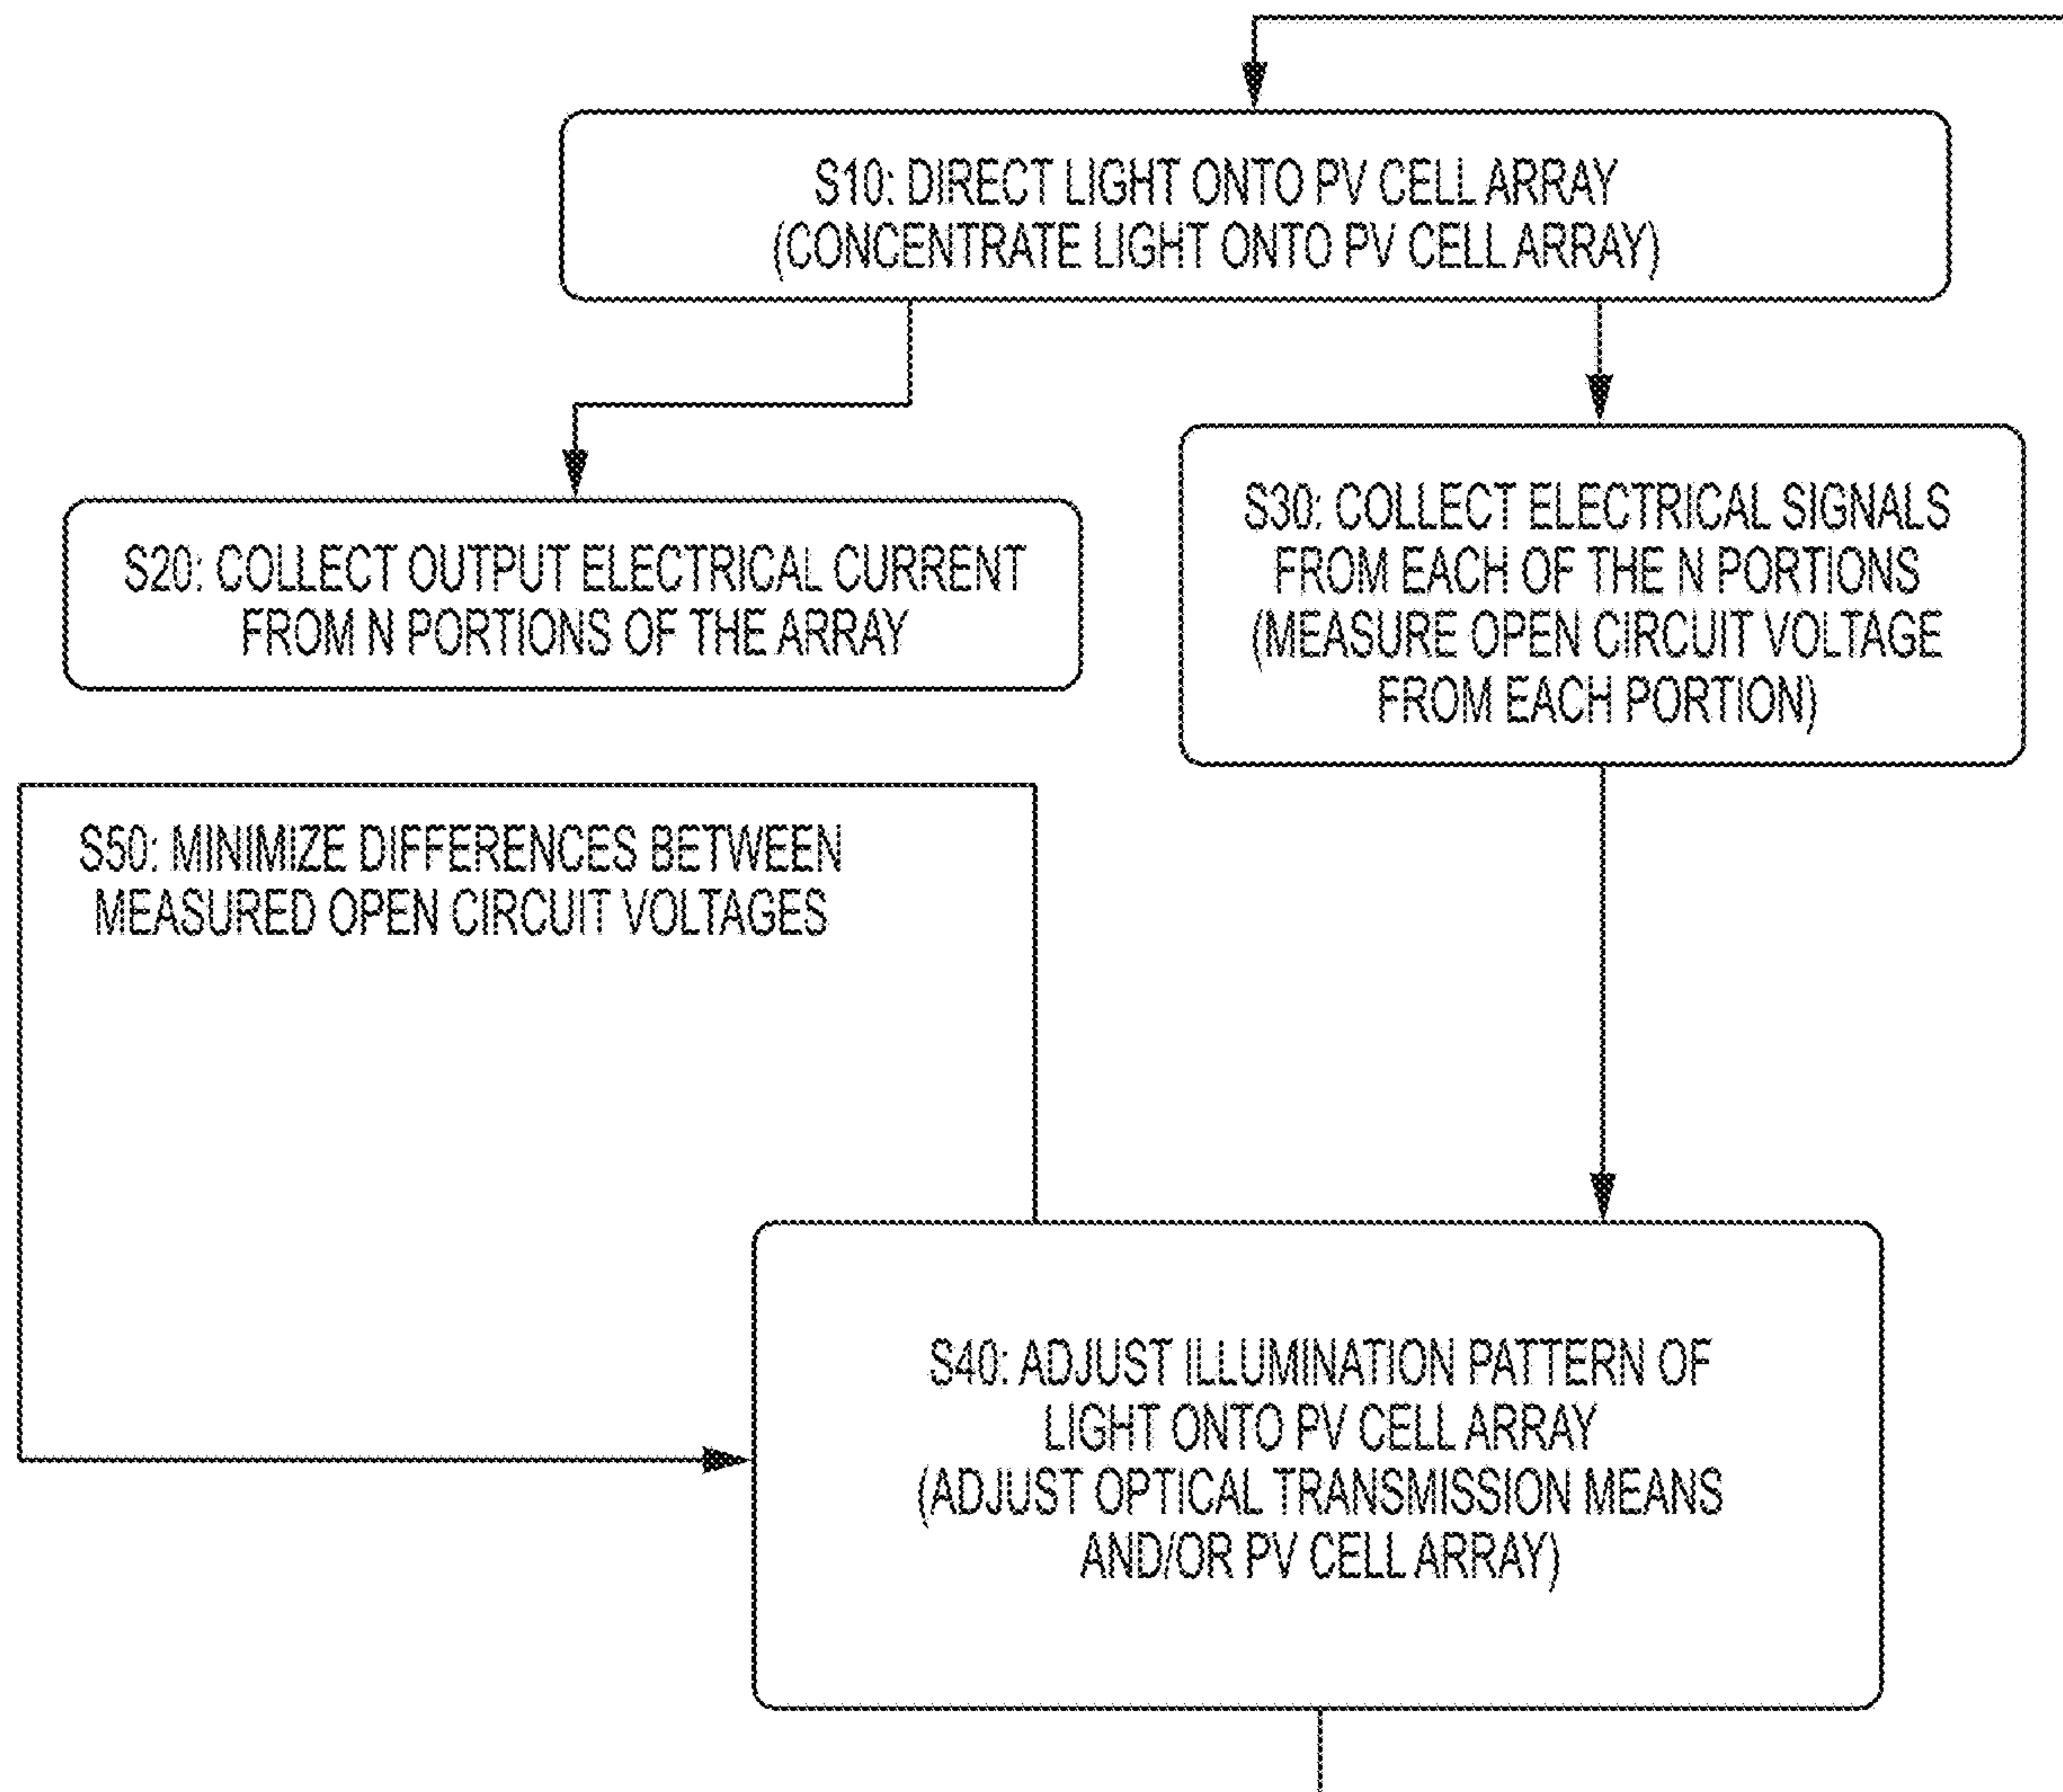 S10: DIRECT LIGHT ONTO PV CELL ARRAY
(CONCENTRATE LIGHT ONTO PV CELL ARRAY)
S20: COLLECT OUTPUT ELECTRICAL CURRENT
FROM N PORTIONS OF THE ARRAY
S30: COLLECT ELECTRICAL SIGNALS
FROM EACH OF THE N PORTIONS
(MEASURE OPEN CIRCUIT VOLTAGE
FROM EACH PORTION)
S50: MINIMIZE DIFFERENCES BETWEEN
MEASURED OPEN CIRCUIT VOLTAGES
S40: ADJUST ILLUMINATION PATTERN OF
LIGHT ONTO PV CELL ARRAY
(ADJUST OPTICAL TRANSMISSION MEANS
AND/OR PV CELL ARRAY)